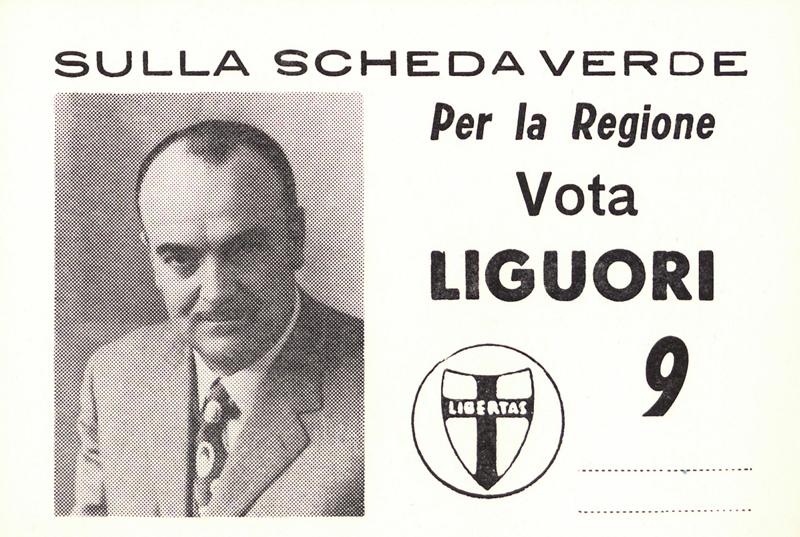 SULLA SCHEDA VERDE
Per la Regione
Vota
LIGUORI
9
LIBERTAS